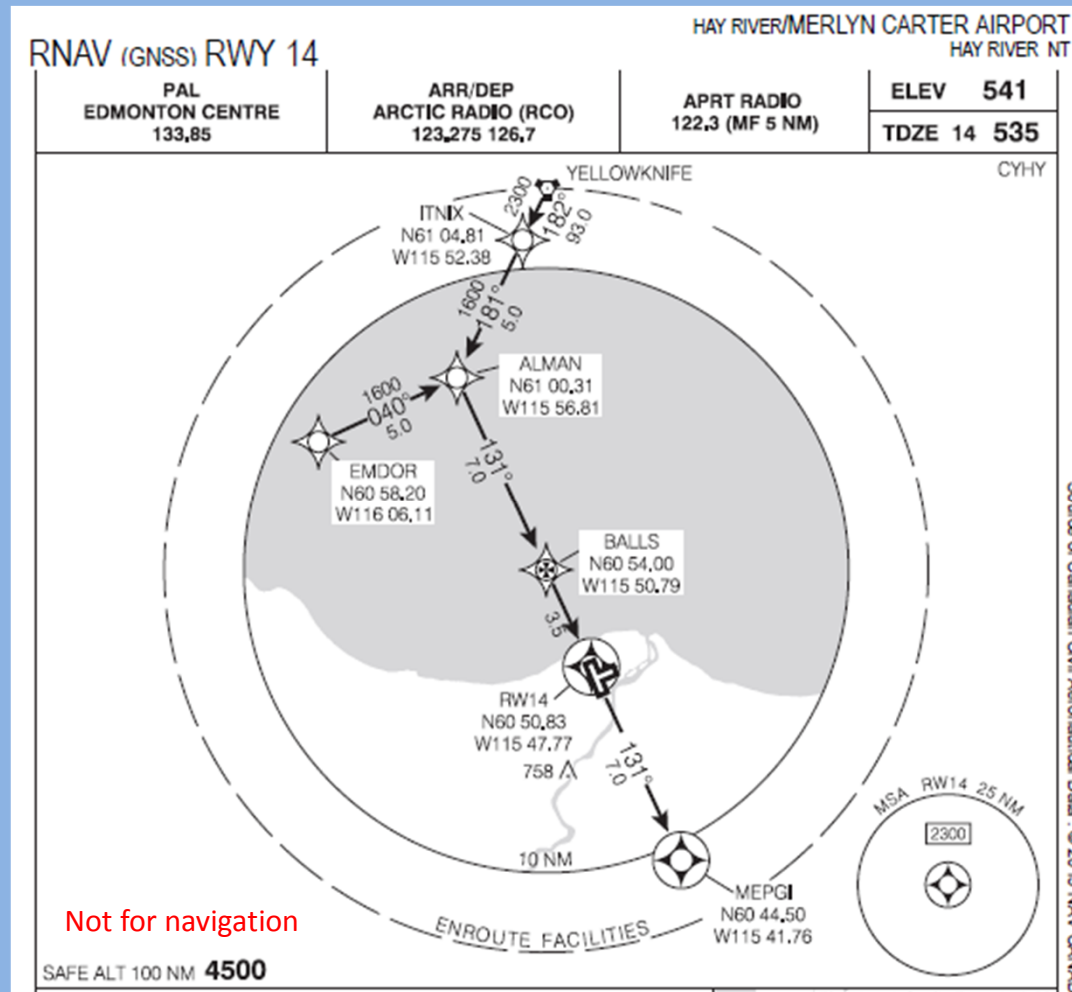 HAY RIVER/MERLYN CARTER AIRPORT
RNAV (GNSS) RWY 14
HAY RIVER NT
PAL
EDMONTON CENTRE
133.85
ARR/DEP
ARCTIC RADIO (RCO)
123.275 126.7
APRT RADIO
122.3 (MF 5 NM)
ELEV 541
TDZE 14 535
CYHY
YELLOWKNIFE
2300
182°
93.0
ITNIX
N61 04.81
W115 52.38
1600
181°
5.0
ALMAN
N61 00.31
W115 56.81
1600
040°
5.0
EMDOR
N60 58.20
W116 06.11
131°
7.0
BALLS
N60 54.00
W115 50.79
3.5
RW14
N60 50.83
W115 47.77
758
131°
7.0
10 NM
MEPGI
N60 44.50
W115 41.76
ENROUTE FACILITIES
MSA RW14 25 NM
2300
Not for navigation
SAFE ALT 100 NM 4500